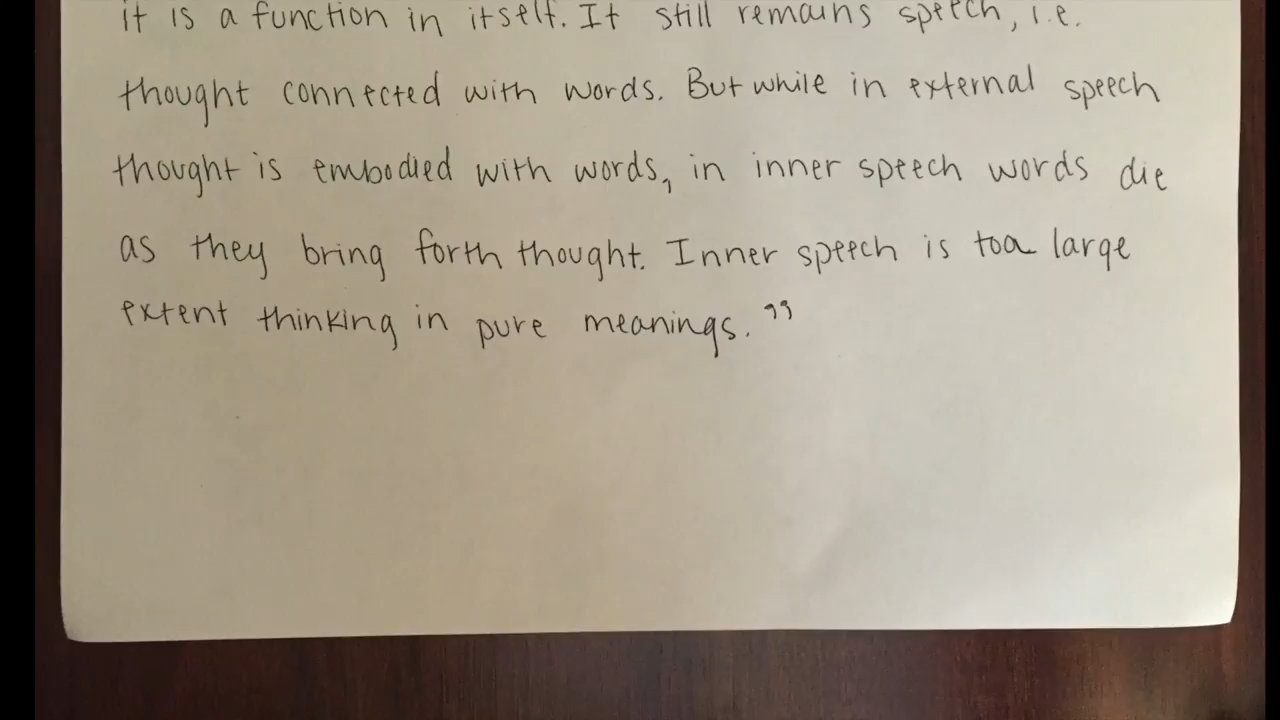 it is a function in itself. It still remains speech, i.e.
thought connected with words. But while in external speech
thought is embodied with words, in inner speech words die
as they bring forth thought. Inner speech is to a large
extent thinking in pure meanings.”